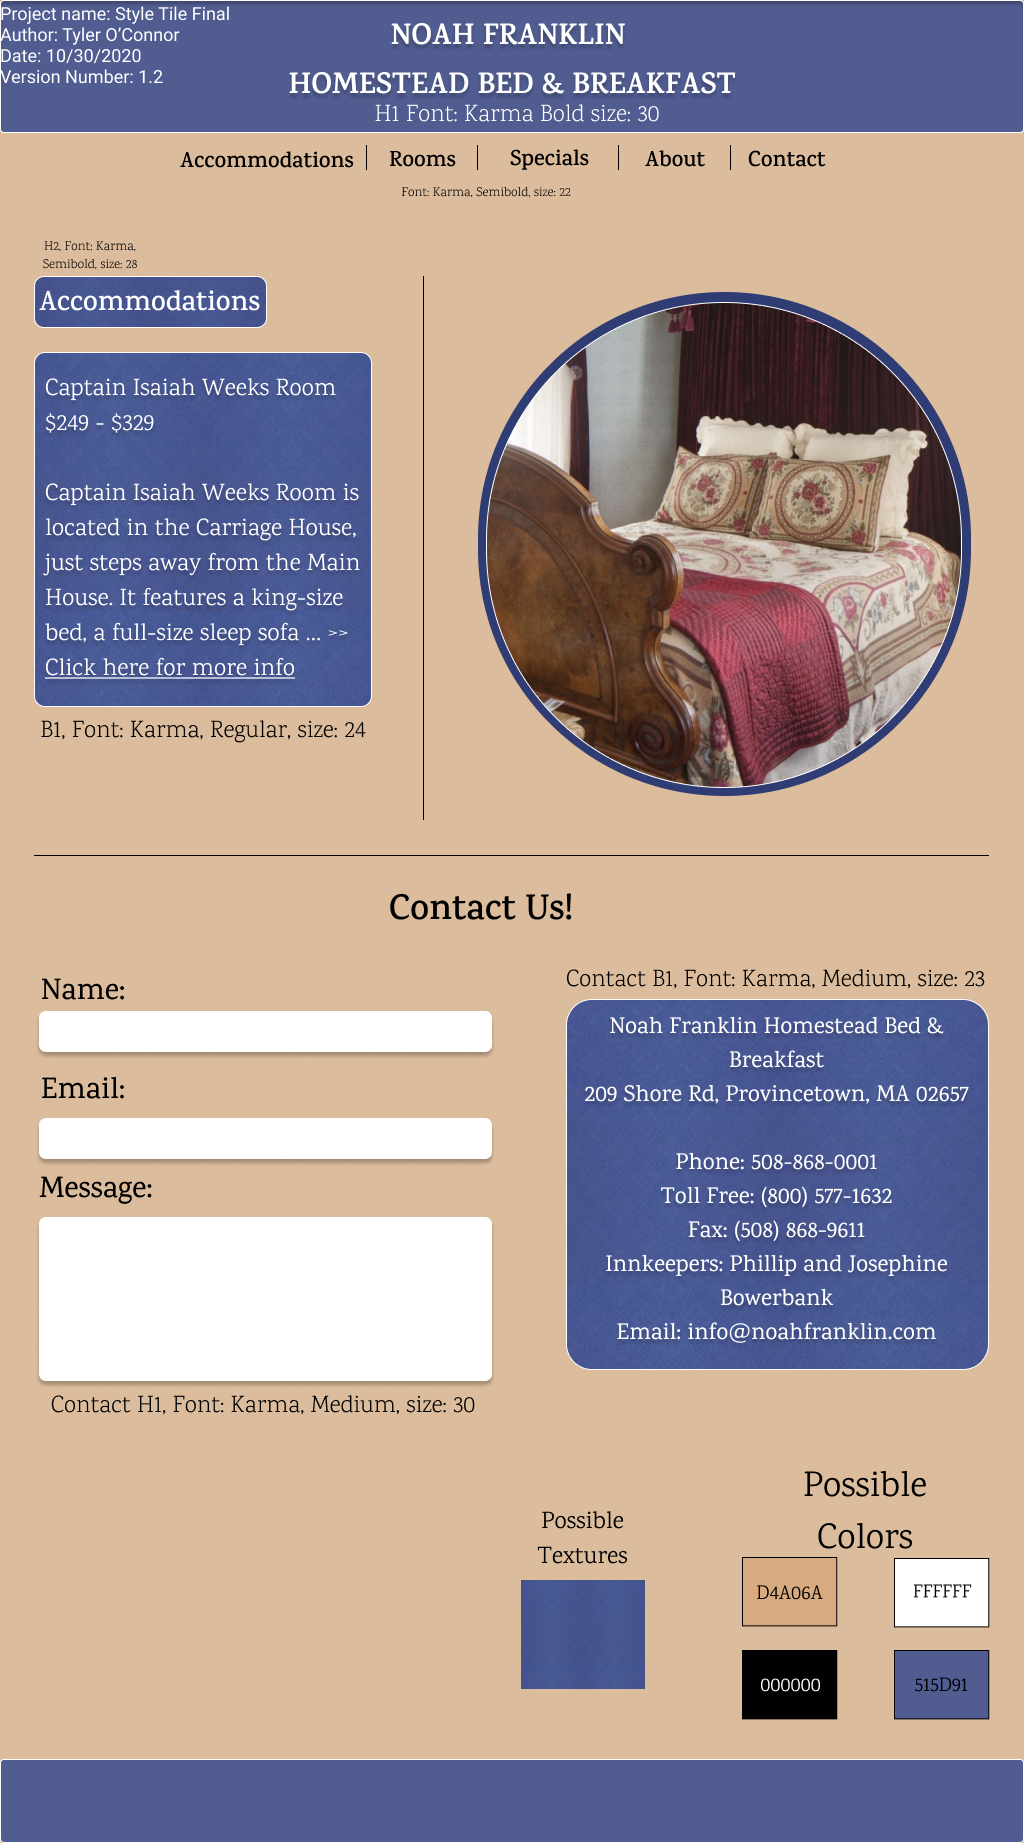 Project name: Style Tile Final
Author: Tyler O’Connor
Date: 10/30/2020
Version Number: 1.2
NOAH FRANKLIN
HOMESTEAD BED & BREAKFAST
H1 Font: Karma Bold size: 30
Accommodations
Rooms
Specials
About
Contact
Font: Karma, Semibold, size: 22
H2, Font: Karma,
Semibold, size: 28
Accommodations
Captain Isaiah Weeks Room
$249 - $329
Captain Isaiah Weeks Room is
located in the Carriage House,
just steps away from the Main
House. It features a king-size
bed, a full-size sleep sofa ... >>
Click here for more info
B1, Font: Karma, Regular, size: 24
Contact Us!
Name:
Email:
Message:
Contact H1, Font: Karma, Medium, size: 30
Contact B1, Font: Karma, Medium, size: 23
Noah Franklin Homestead Bed &
Breakfast
209 Shore Rd, Provincetown, MA 02657
Phone: 508-868-0001
Toll Free: (800) 577-1632
Fax: (508) 868-9611
Innkeepers: Phillip and Josephine
Bowerbank
Email: info@noahfranklin.com
Possible
Textures
Possible
Colors
D4A06A
FFFFFF
000000
515D91